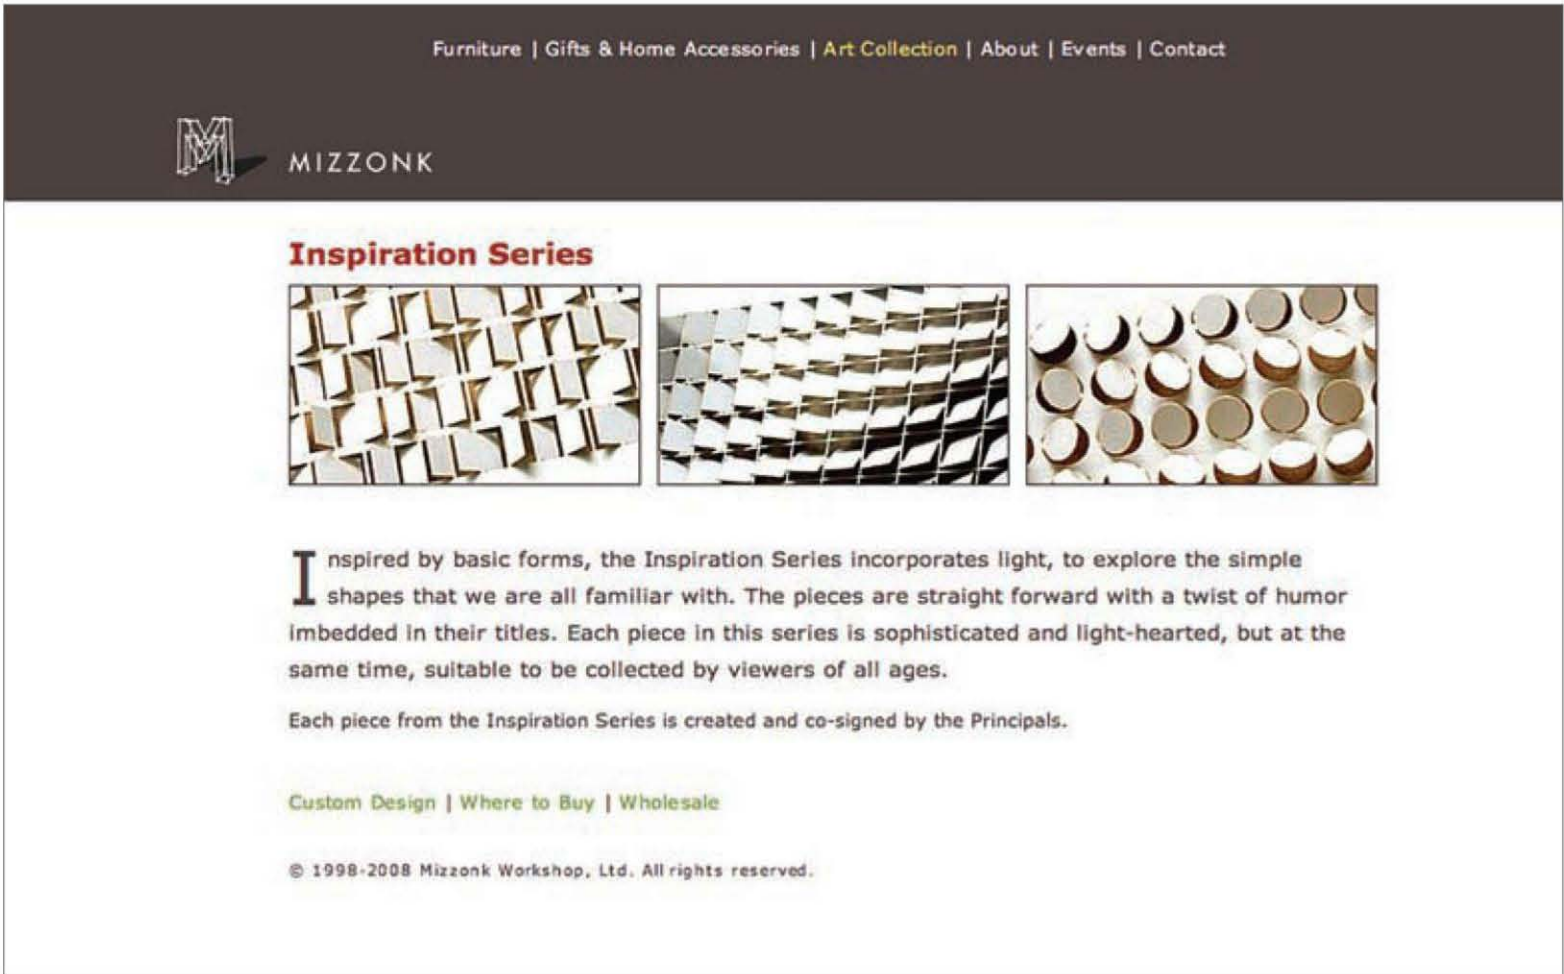 Furniture | Gifts & Home Accessories | Art Collection | About | Events | Contact
M
MIZZONK
Inspiration Series
Inspired by basic forms, the Inspiration Series incorporates light, to explore the simple
shapes that we are all familiar with. The pieces are straight forward with a twist of humor
imbedded in their titles. Each piece in this series is sophisticated and light-hearted, but at the
same time, suitable to be collected by viewers of all ages.
Each piece from the Inspiration Series is created and co-signed by the Principals.
Custom Design | Where to Buy | Wholesale
© 1998-2008 Mizzonk Workshop, Ltd. All rights reserved.